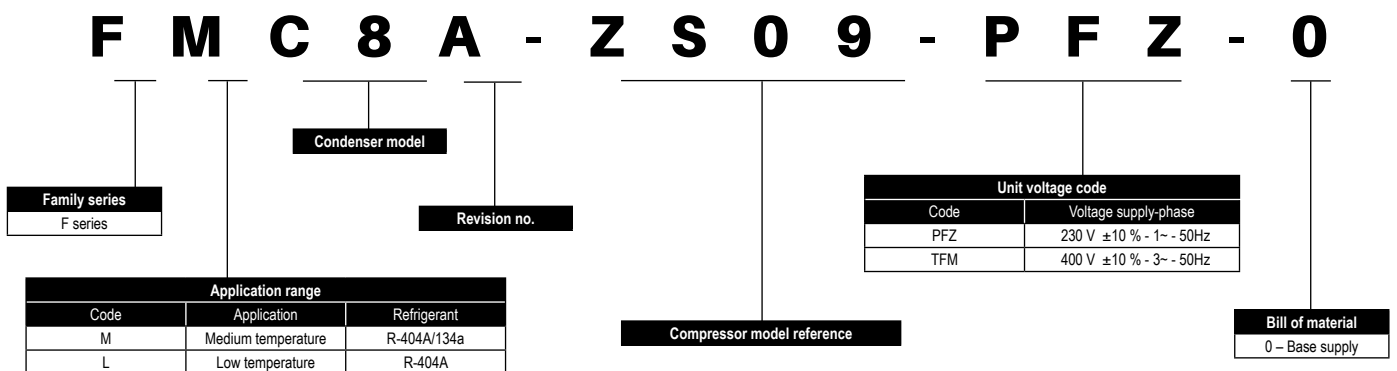 F M C 8 A - Z S 0 9 - P F Z - 0
Condenser model
Family series
F series
Revision no.
Unit voltage code
Code Voltage supply-phase
PFZ 230 V ±10 % - 1~ - 50Hz
TFM 400 V ±10 % - 3~ - 50Hz
Application range
Code Application Refrigerant
M Medium temperature R-404A/134a
L Low temperature R-404A
Compressor model reference
Bill of material
0 – Base supply